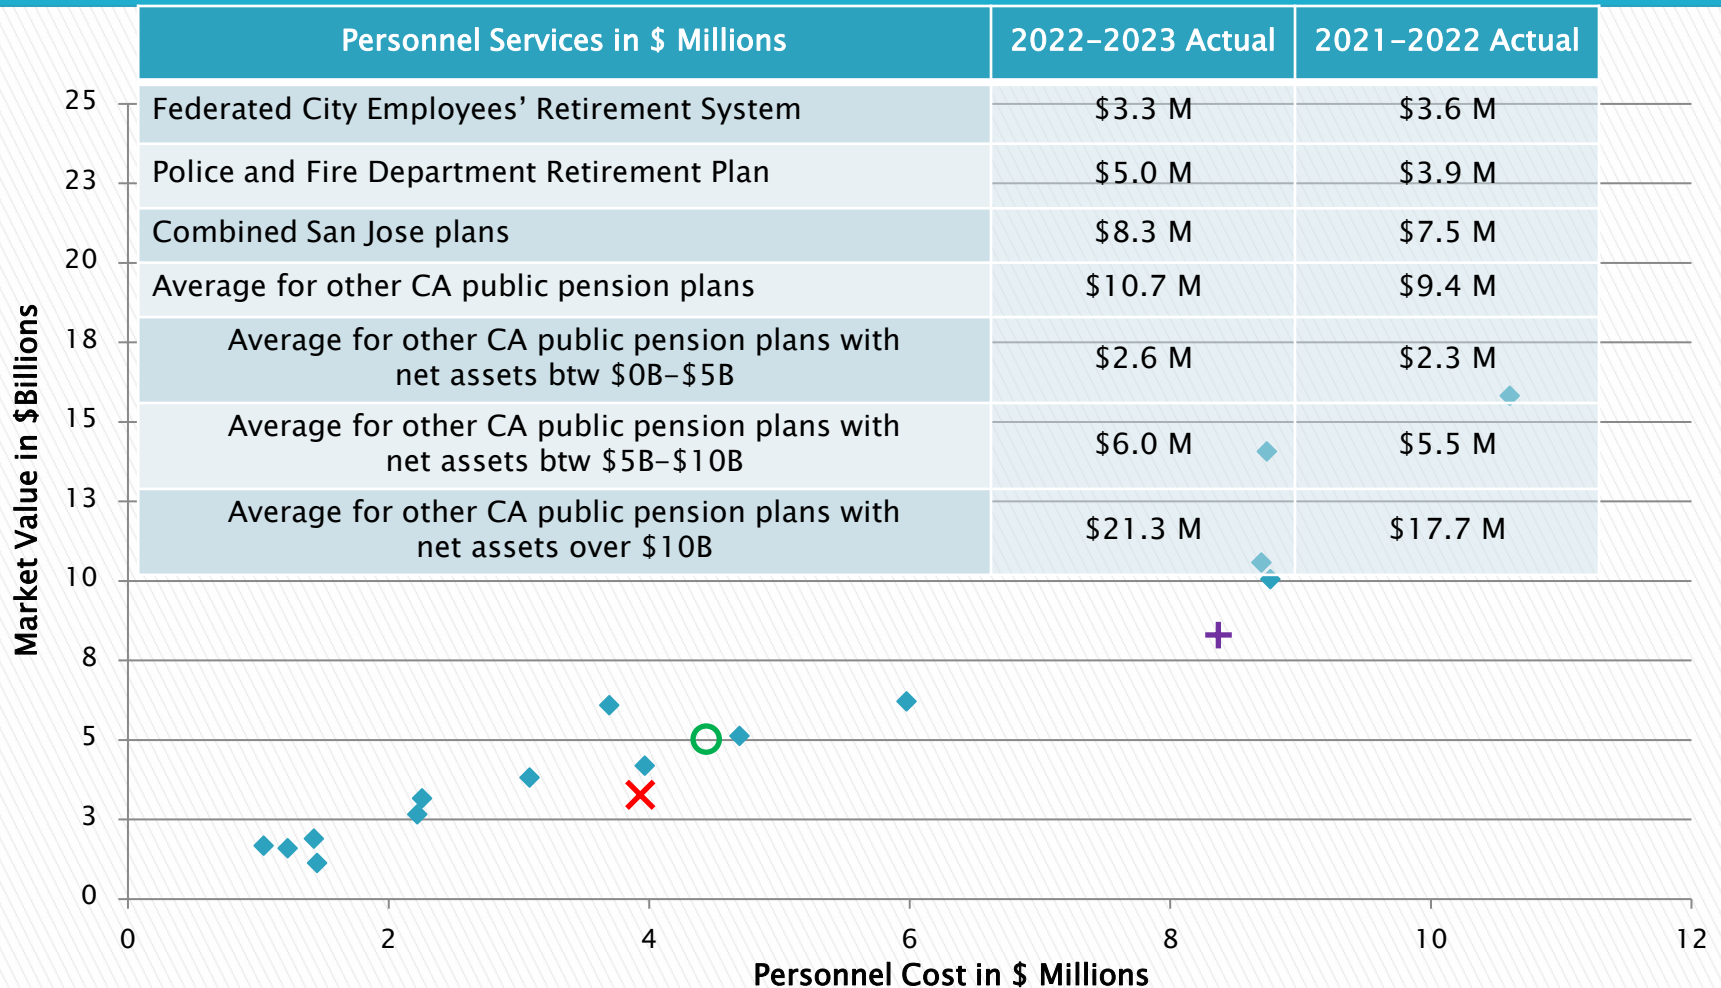 Personnel Services in $ Millions 2022-2023 Actual 2021-2022 Actual
Federated City Employees’ Retirement System $3.3 M $3.6 M
Police and Fire Department Retirement Plan $5.0 M $3.9 M
Combined San Jose plans $8.3 M $7.5 M
Average for other CA public pension plans $10.7 M $9.4 M
Average for other CA public pension plans with
net assets btw $0B-$5B $2.6 M $2.3 M
Average for other CA public pension plans with
net assets btw $5B-$10B $6.0 M $5.5 M
Average for other CA public pension plans with
net assets over $10B $21.3 M $17.7 M
Market Value in $Billions
25
23
20
18
15
13
10
8
5
3
0
0 2 4 6 8 10 12
Personnel Cost in $ Millions